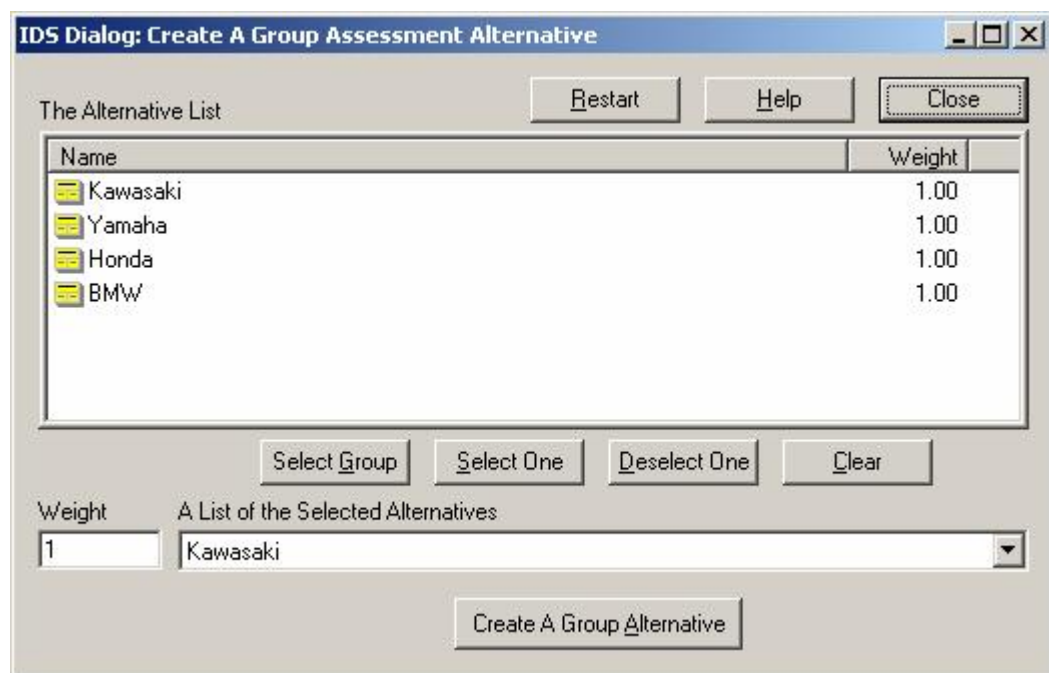 IDS Dialog: Create A Group Assessment Alternative
The Alternative List Restart Help Close
Name Weight
Kawasaki 1.00
Yamaha 1.00
Honda 1.00
BMW 1.00
Select Group Select One Deselect One Clear
Weight A List of the Selected Alternatives
1 Kawasaki
Create A Group Alternative